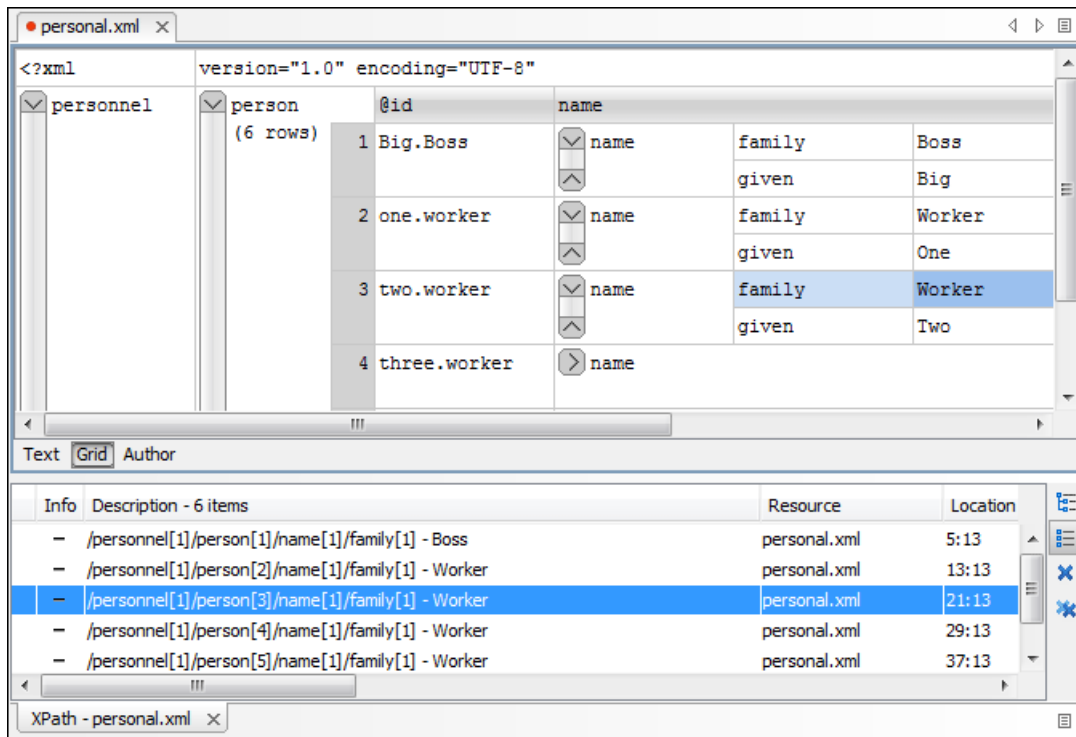 personal.xml
<?xml version="1.0" encoding="UTF-8"
personnel person @id name
(6 rows) 1 Big.Boss name family Boss
given Big
2 one.worker name family Worker
given One
3 two.worker name family Worker
given Two
4 three.worker name
Text Grid Author
Info Description - 6 items Resource Location
/personnel[1]/person[1]/name[1]/family[1] - Boss personal.xml 5:13
/personnel[1]/person[2]/name[1]/family[1] - Worker personal.xml 13:13
/personnel[1]/person[3]/name[1]/family[1] - Worker personal.xml 21:13
/personnel[1]/person[4]/name[1]/family[1] - Worker personal.xml 29:13
/personnel[1]/person[5]/name[1]/family[1] - Worker personal.xml 37:13
XPath - personal.xml